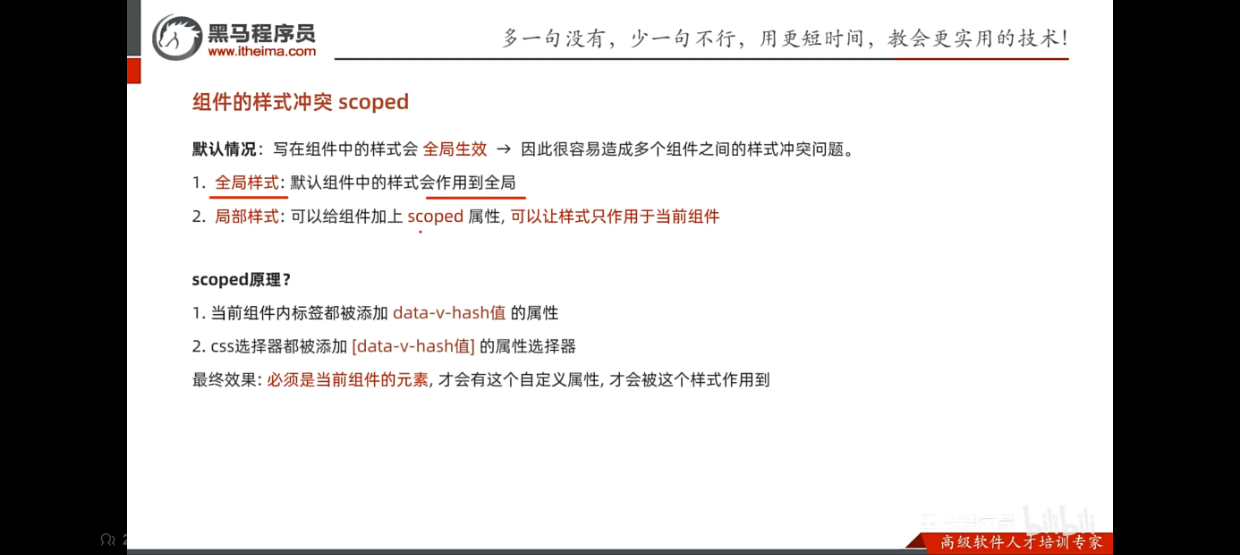 黑马程序员
www.itheima.com
多一句没有，少一句不行，用更短时间，教会更实用的技术！
组件的样式冲突 scoped
默认情况：写在组件中的样式会 全局生效 → 因此很容易造成多个组件之间的样式冲突问题。
1. 全局样式: 默认组件中的样式会作用到全局
2. 局部样式: 可以给组件加上 scoped 属性, 可以让样式只作用于当前组件
scoped原理？
1. 当前组件内标签都被添加 data-v-hash值 的属性
2. css选择器都被添加 [data-v-hash值] 的属性选择器
最终效果: 必须是当前组件的元素, 才会有这个自定义属性, 才会被这个样式作用到
bilibili
高级软件人才培训专家